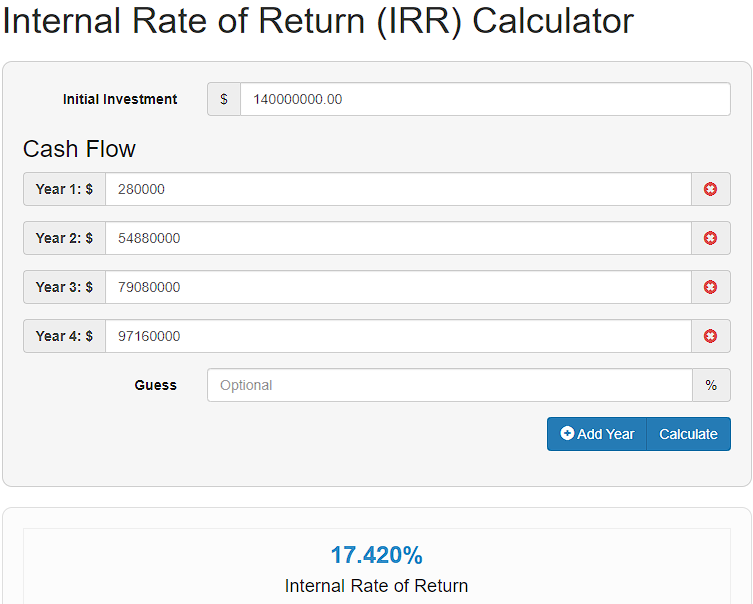 Internal Rate of Return (IRR) Calculator
Initial Investment $ 140000000.00
Cash Flow
Year 1: $ 280000
Year 2: $ 54880000
Year 3: $ 79080000
Year 4: $ 97160000
Guess Optional %
Add Year Calculate
17.420%
Internal Rate of Return